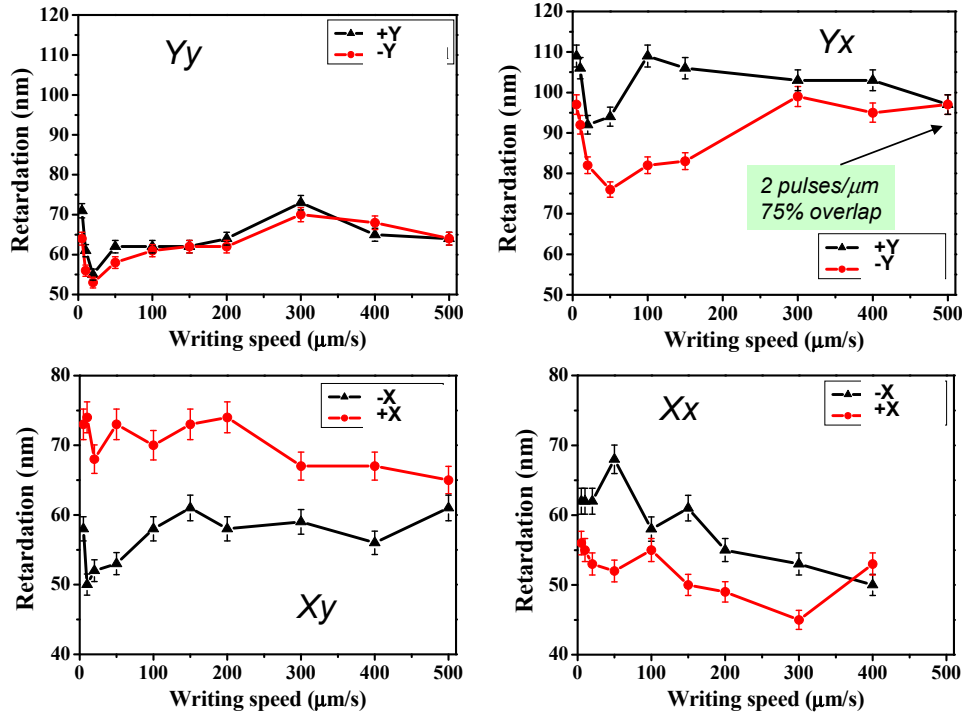 120
110
100
90
80
70
60
50
0
100
200
300
400
500
Retardation (nm)
Writing speed (μm/s)
Yy
+Y
-Y
120
110
100
90
80
70
60
50
0
100
200
300
400
500
Retardation (nm)
Writing speed (μm/s)
Yx
2 pulses/μm
75% overlap
+Y
-Y
80
70
60
50
40
0
100
200
300
400
500
Retardation (nm)
Writing speed (μm/s)
-X
+X
Xy
80
70
60
50
40
0
100
200
300
400
500
Retardation (nm)
Writing speed (μm/s)
Xx
-X
+X